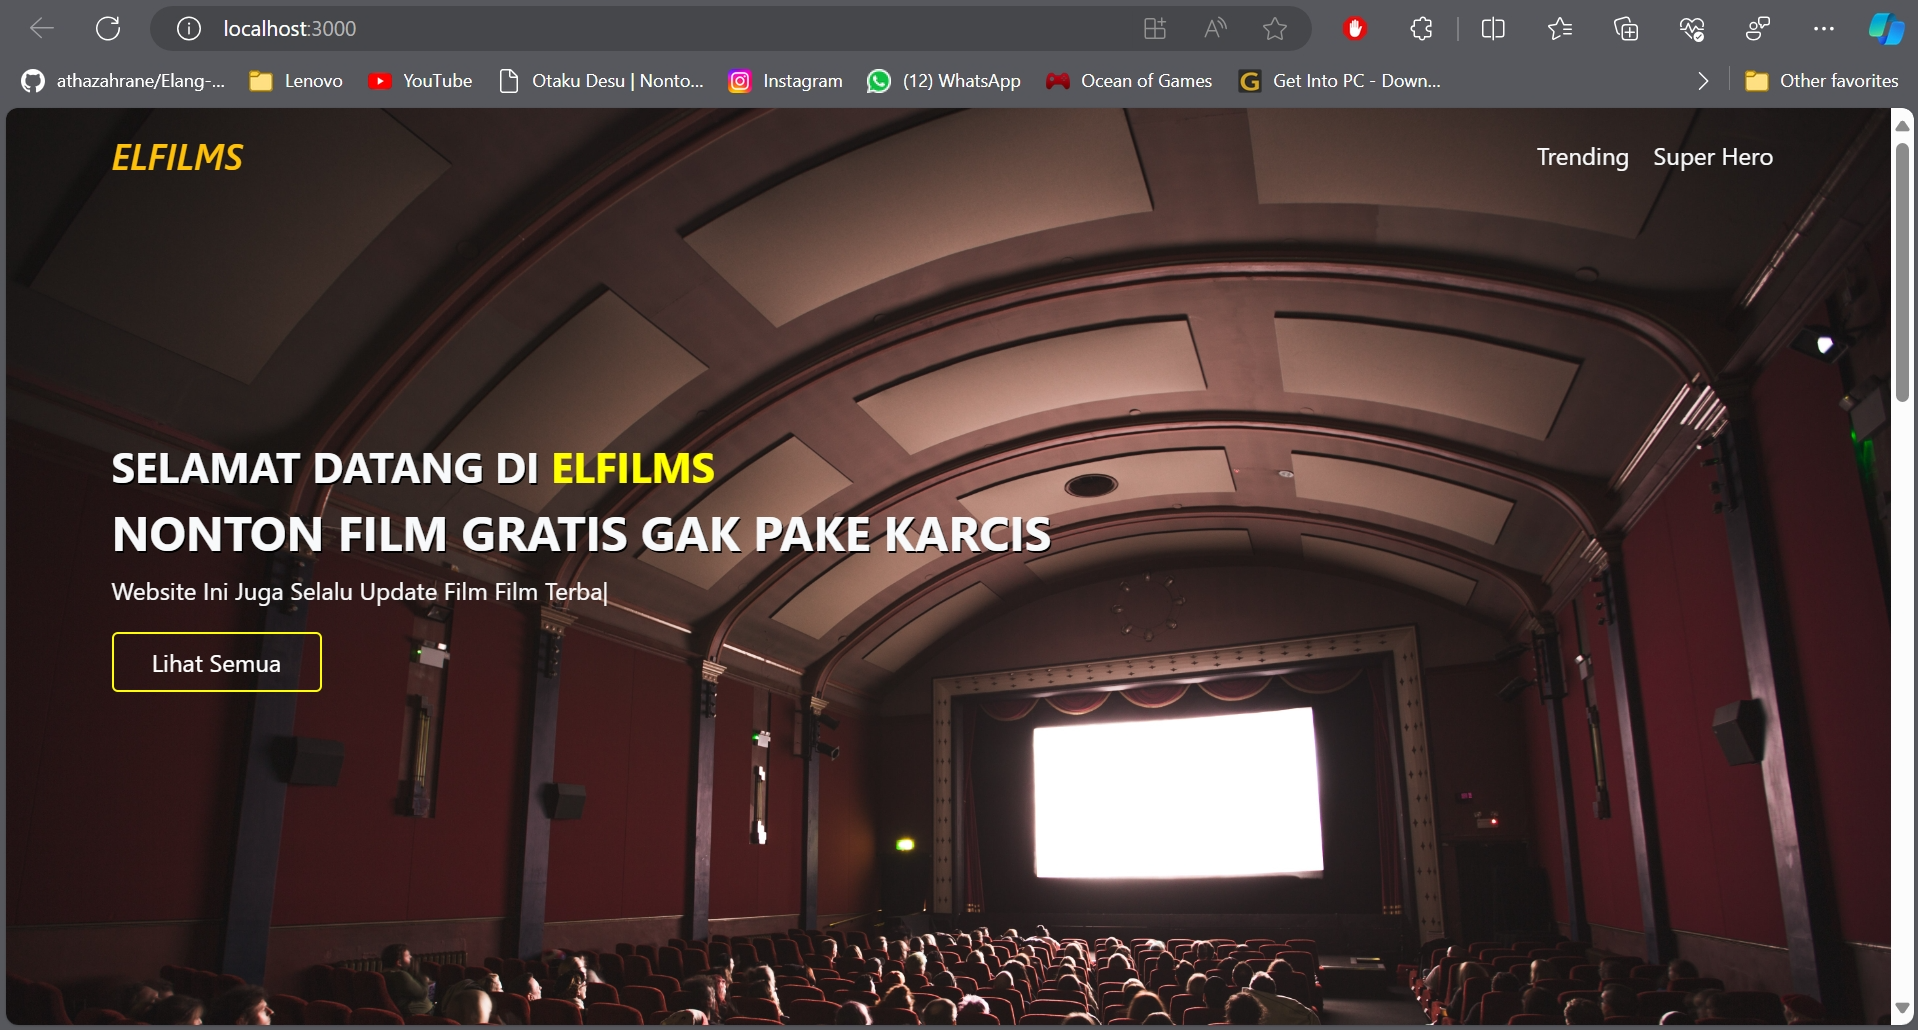 localhost:3000
athazahrane/Elang-...
Lenovo
YouTube
Otaku Desu | Nonto...
Instagram
(12) WhatsApp
Ocean of Games
Get Into PC - Down...
Other favorites
ELFILMS
Trending
Super Hero
SELAMAT DATANG DI ELFILMS
NONTON FILM GRATIS GAK PAKE KARCIS
Website Ini Juga Selalu Update Film Film Terba|
Lihat Semua